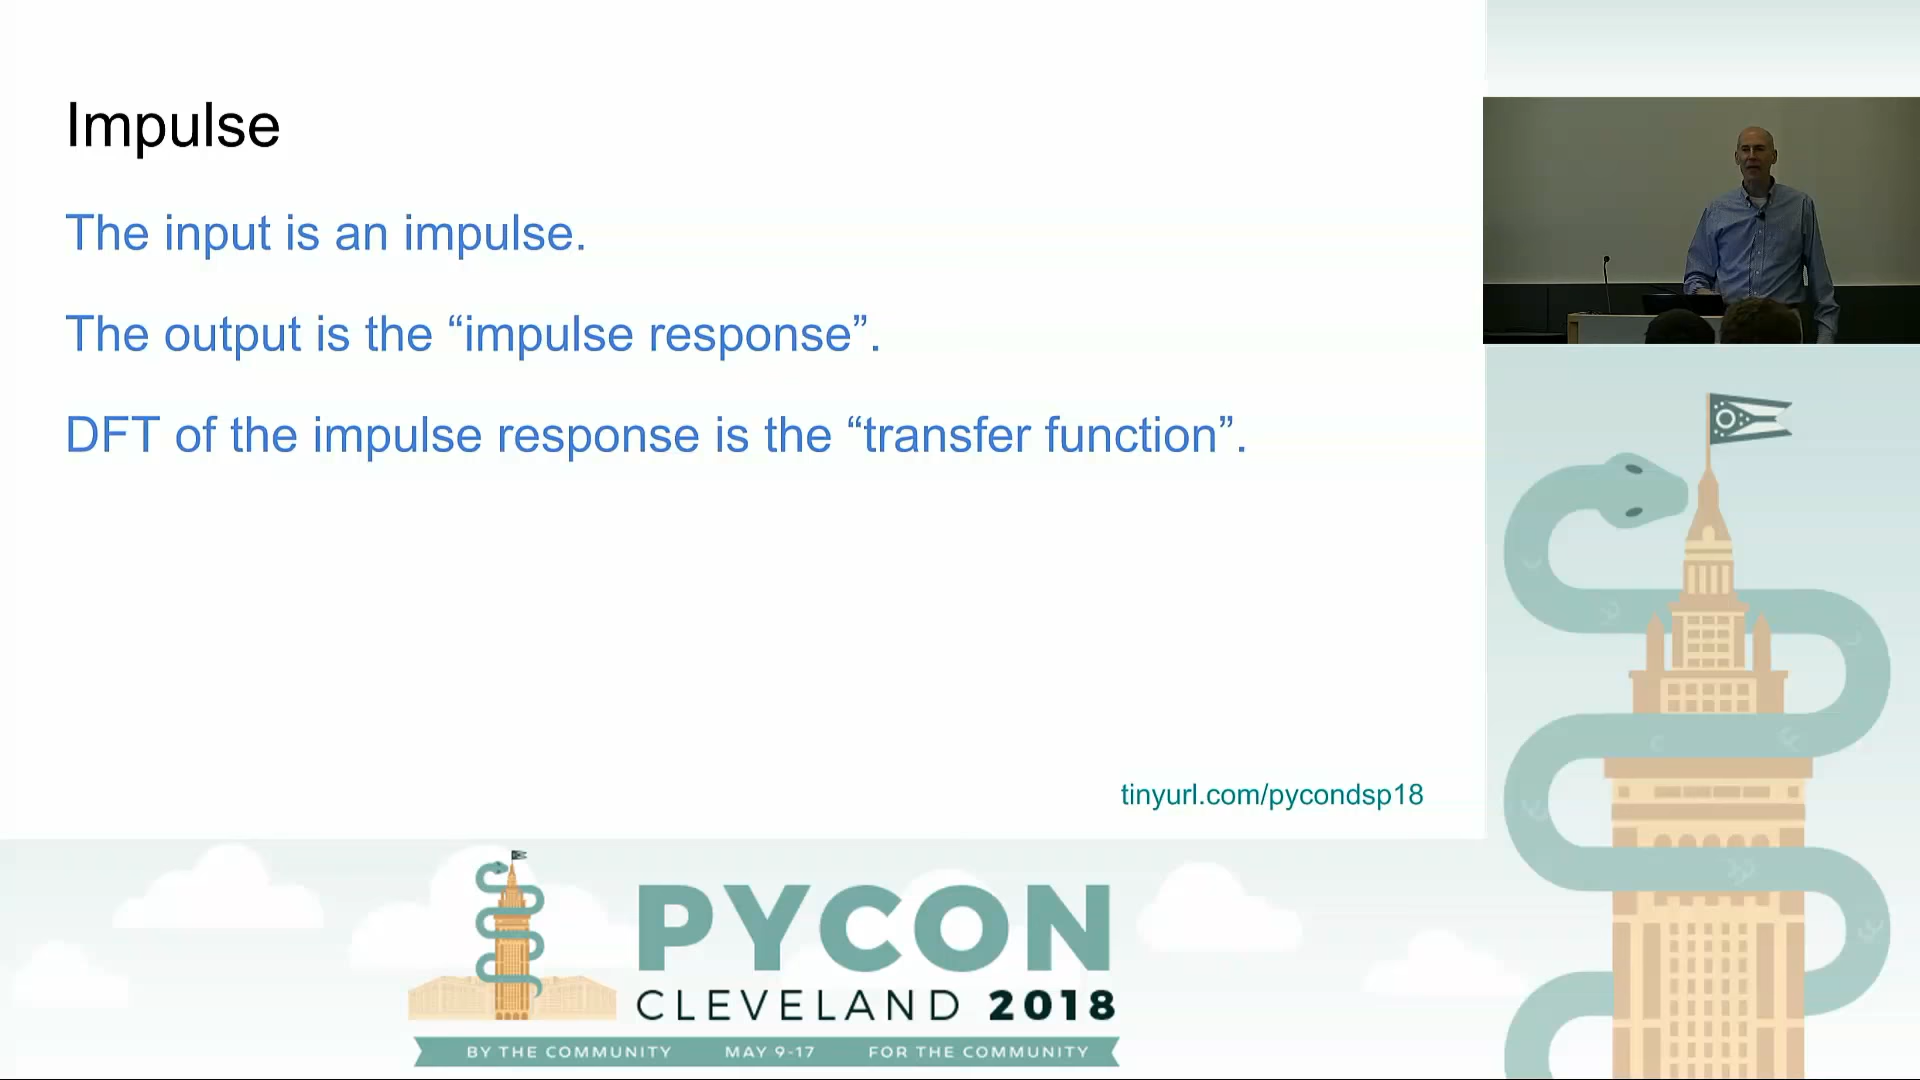 Impulse
The input is an impulse.
The output is the “impulse response”.
DFT of the impulse response is the “transfer function”.
tinyurl.com/pycondsp18
PYCON
CLEVELAND 2018
BY THE COMMUNITY MAY 9-17 FOR THE COMMUNITY